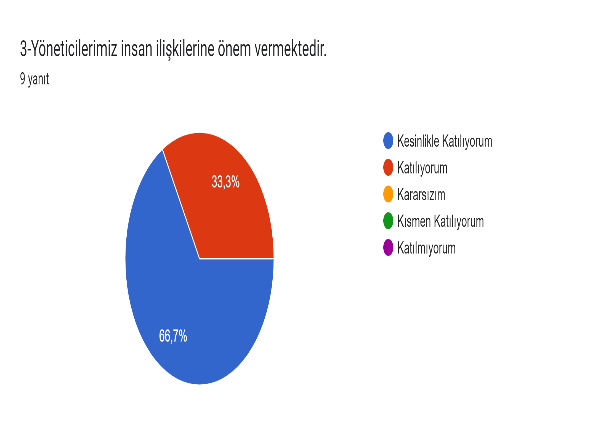 3-Yöneticilerimiz insan ilişkilerine önem vermektedir.
9 yanıt
Kesinlikle Katılıyorum
Katılıyorum
Kararsızım
Kısmen Katılıyorum
Katılmıyorum
33,3%
66,7%